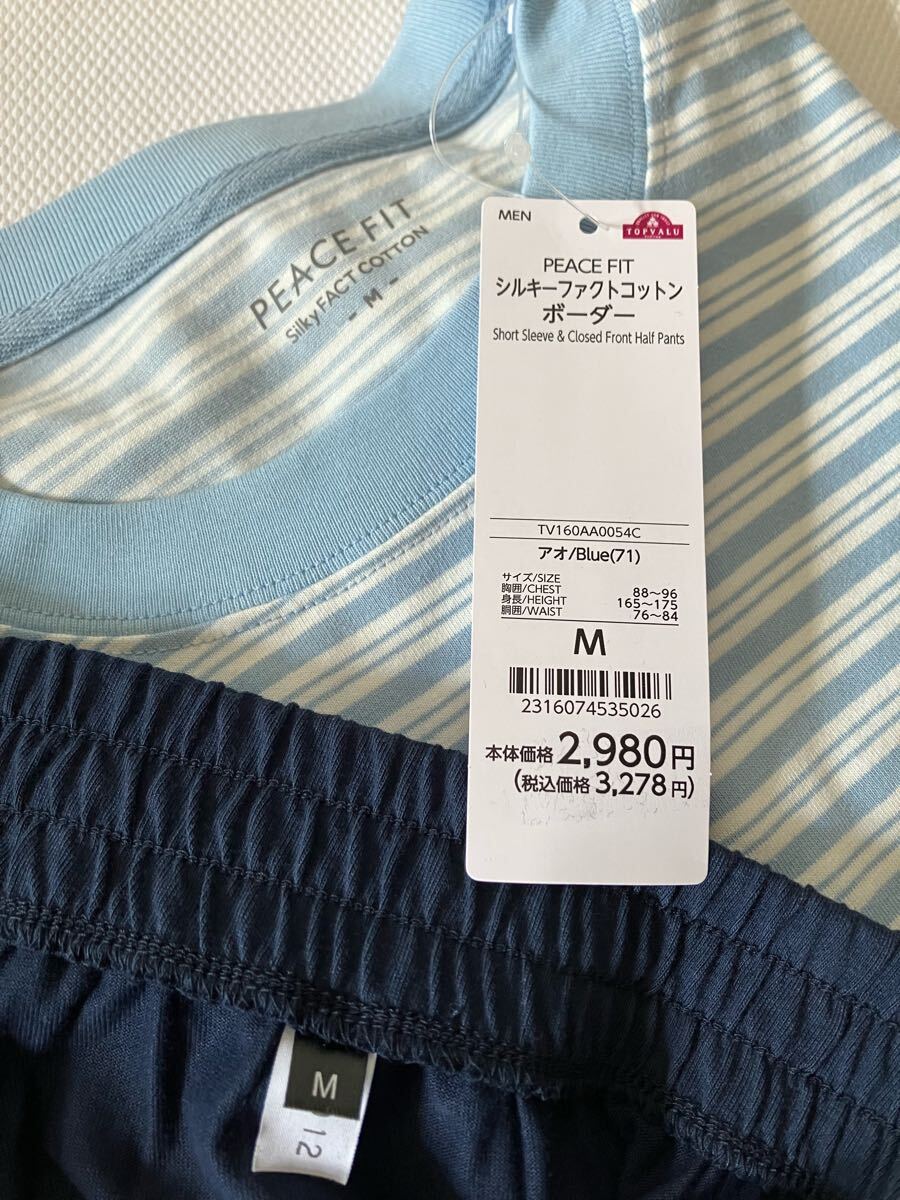 PEACE FIT
Silky FACT COTTON
- M -
MEN
TOPVALU
PEACE FIT
シルキーファクトコットン
ボーダー
Short Sleeve & Closed Front Half Pants
TV160AA0054C
アオ/Blue(71)
サイズ/SIZE
胸囲/CHEST 88~96
身長/HEIGHT 165~175
胴囲/WAIST 76~84
M
2316074535026
本体価格 2,980円
(税込価格 3,278円)
M
12